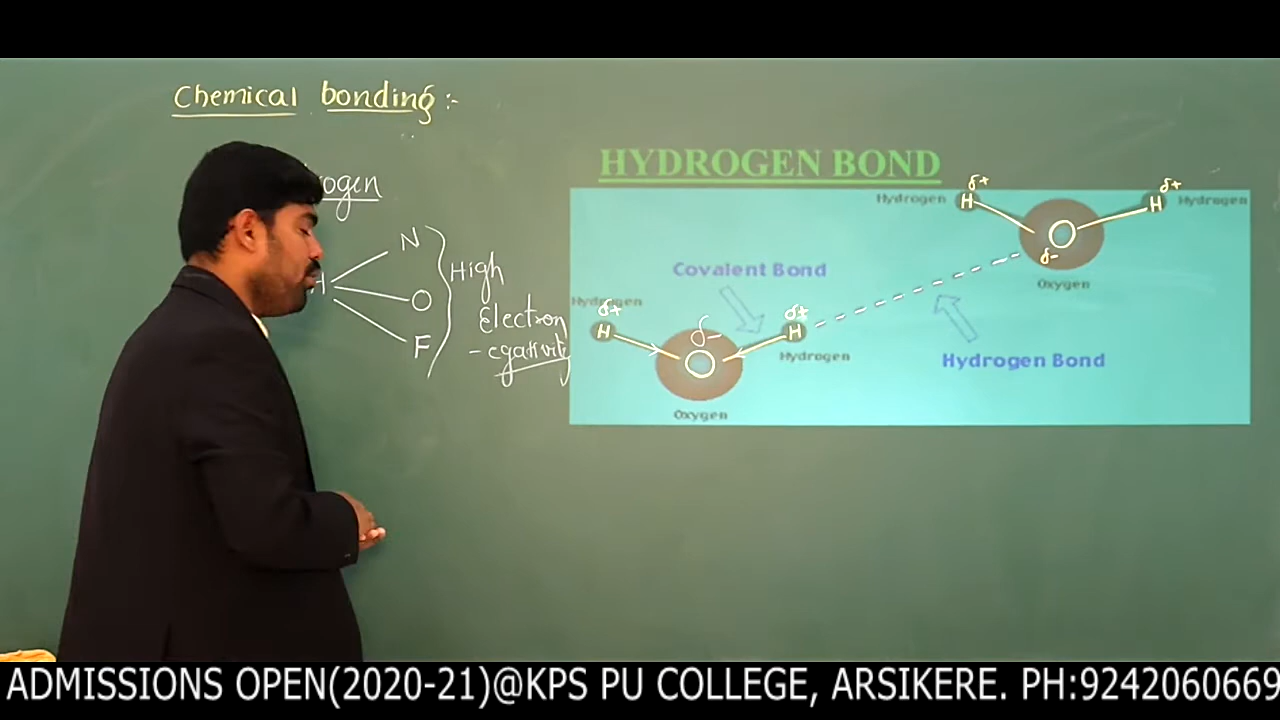 Chemical bonding :-
ogen
H
N
O
F
High
Electron
-egativity
HYDROGEN BOND
δ+
H
Hydrogen
δ+
H
Hydrogen
O
δ-
Oxygen
Covalent Bond
Hydrogen
δ+
H
δ-
O
Oxygen
δ+
H
Hydrogen
Hydrogen Bond
ADMISSIONS OPEN(2020-21)@KPS PU COLLEGE, ARSIKERE. PH:9242060669